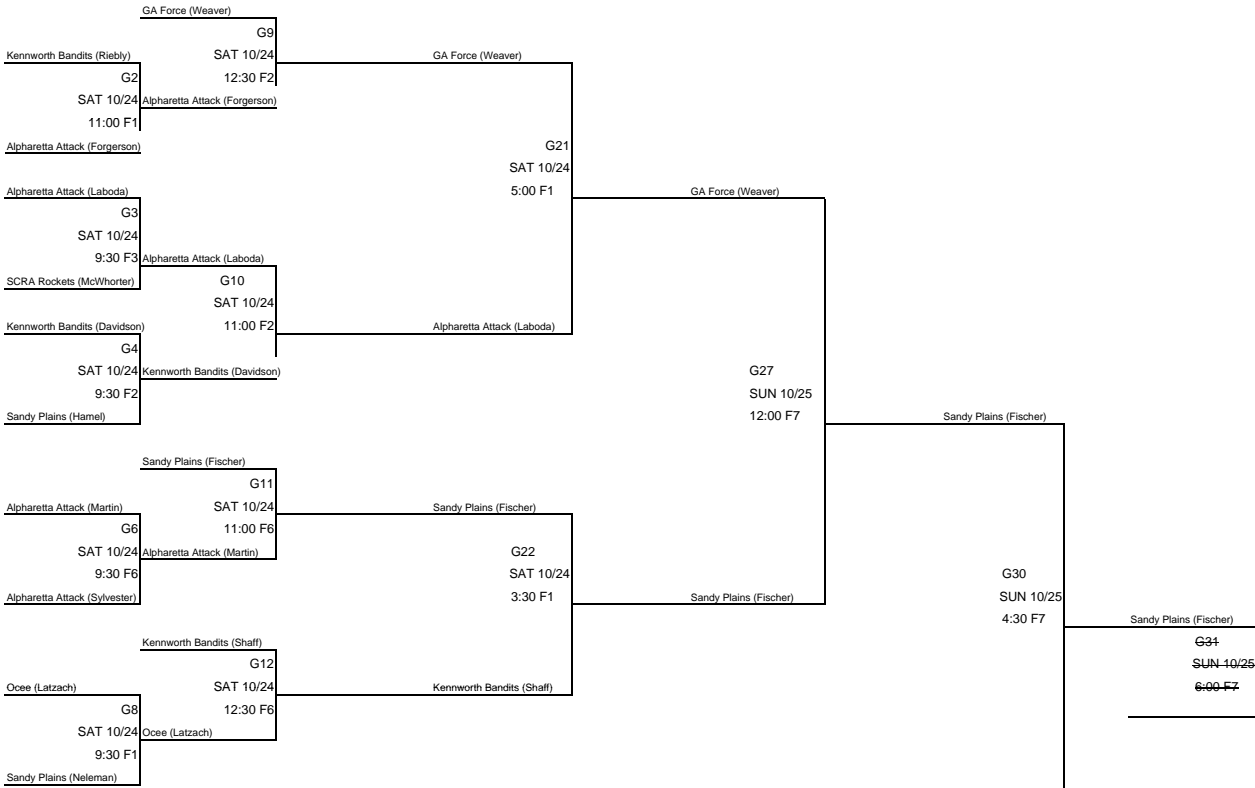 GA Force (Weaver)
G9
Kennworth Bandits (Riebly)
SAT 10/24
GA Force (Weaver)
G2
12:30 F2
SAT 10/24
Alpharetta Attack (Forgerson)
11:00 F1
Alpharetta Attack (Forgerson)
G21
SAT 10/24
Alpharetta Attack (Laboda)
5:00 F1
GA Force (Weaver)
G3
SAT 10/24
9:30 F3
Alpharetta Attack (Laboda)
SCRA Rockets (McWhorter)
G10
SAT 10/24
Kennworth Bandits (Davidson)
11:00 F2
Alpharetta Attack (Laboda)
G4
SAT 10/24
Kennworth Bandits (Davidson)
G27
9:30 F2
SUN 10/25
Sandy Plains (Hamel)
12:00 F7
Sandy Plains (Fischer)
Sandy Plains (Fischer)
G11
Alpharetta Attack (Martin)
SAT 10/24
Sandy Plains (Fischer)
G6
11:00 F6
SAT 10/24
Alpharetta Attack (Martin)
G22
9:30 F6
SAT 10/24
G30
Alpharetta Attack (Sylvester)
3:30 F1
Sandy Plains (Fischer)
SUN 10/25
4:30 F7
Sandy Plains (Fischer)
Kennworth Bandits (Shaff)
G31
G12
SUN 10/25
Ocee (Latzach)
SAT 10/24
Kennworth Bandits (Shaff)
6:00 F7
G8
12:30 F6
SAT 10/24
Ocee (Latzach)
9:30 F1
Sandy Plains (Neleman)